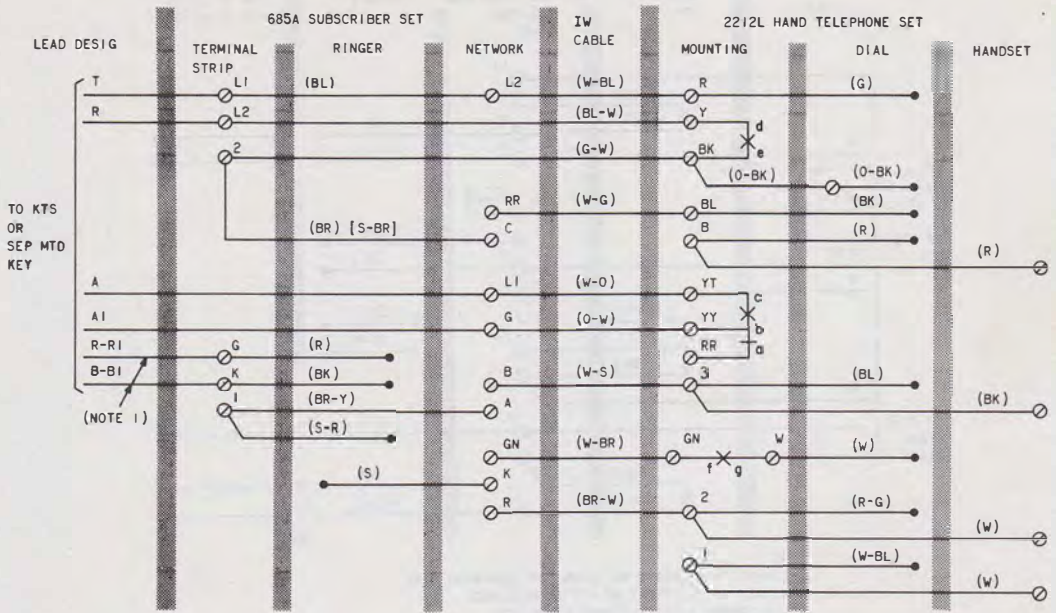 685A SUBSCRIBER SET IW CABLE 2212L HAND TELEPHONE SET
LEAD DESIG TERMINAL STRIP RINGER NETWORK MOUNTING DIAL HANDSET
T L1 (BL) L2 (W-BL) R (G)
R L2 (BL-W) Y
d
2 (G-W) BK e
(O-BK) (O-BK)
RR (W-G) BL (BK)
TO KTS
OR
SEP MTD
KEY
(BR) [S-BR] C B (R)
(R)
A L1 (W-O) YT
c
A1 G (O-W) YY b
a
R-R1 G (R) RR
B-B1 K (BK) B (W-S) 3 (BL)
(NOTE 1) 1 (BR-Y) A (BK)
(S-R)
GN (W-BR) GN f g W (W)
(S) K
R (BR-W) 2 (R-G)
(W)
1 (W-BL)
(W)